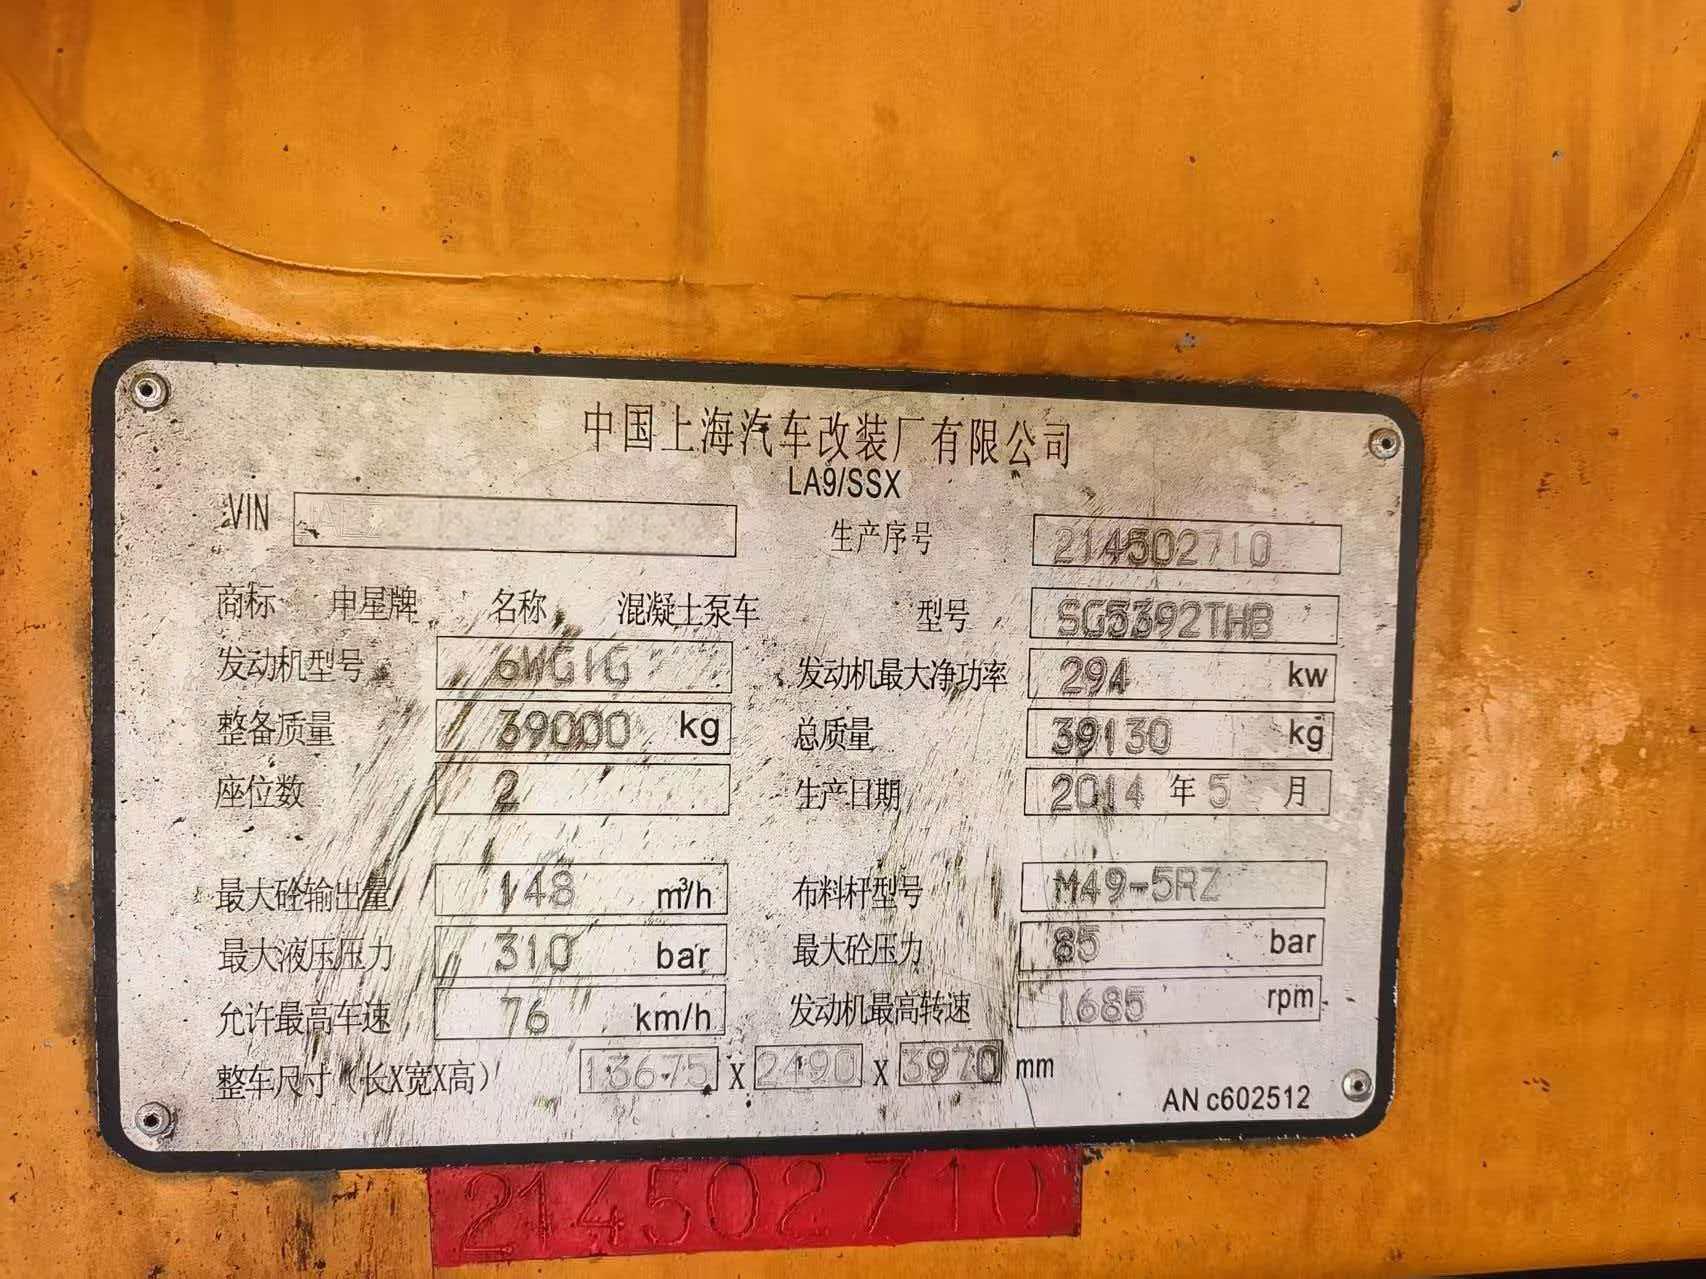 中国上海汽车改装厂有限公司
LA9/SSX
VIN
生产序号 214502710
商标 申星牌 名称 混凝土泵车 型号 SG5392THB
发动机型号 6WG1G 发动机最大净功率 294 kw
整备质量 39000 kg 总质量 39130 kg
座位数 2 生产日期 2014 年 5 月
最大砼输出量 148 m³/h 布料杆型号 M49-5RZ
最大液压压力 310 bar 最大砼压力 85 bar
允许最高车速 76 km/h 发动机最高转速 1685 rpm
整车尺寸（长X宽X高） 13675 X 2490 X 3970 mm
AN c602512
214502710